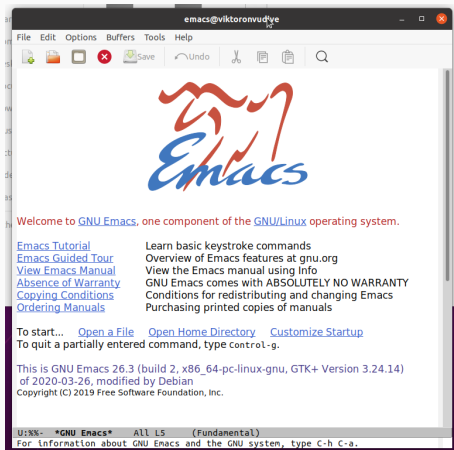 emacs@viktoronvudive
File Edit Options Buffers Tools Help
Save Undo
Emacs
Welcome to GNU Emacs, one component of the GNU/Linux operating system.
Emacs Tutorial Learn basic keystroke commands
Emacs Guided Tour Overview of Emacs features at gnu.org
View Emacs Manual View the Emacs manual using Info
Absence of Warranty GNU Emacs comes with ABSOLUTELY NO WARRANTY
Copying Conditions Conditions for redistributing and changing Emacs
Ordering Manuals Purchasing printed copies of manuals
To start... Open a File Open Home Directory Customize Startup
To quit a partially entered command, type Control-g.
This is GNU Emacs 26.3 (build 2, x86_64-pc-linux-gnu, GTK+ Version 3.24.14)
of 2020-03-26, modified by Debian
Copyright (C) 2019 Free Software Foundation, Inc.
U:%%- *GNU Emacs* All L5 (Fundamental)
For information about GNU Emacs and the GNU system, type C-h C-a.